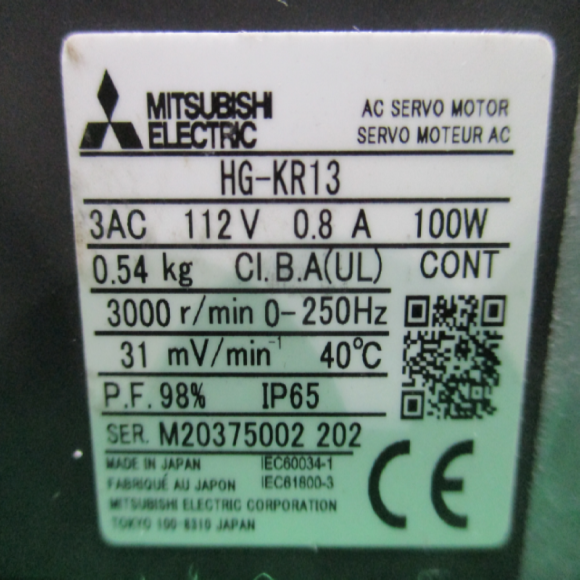 MITSUBISHI
ELECTRIC
AC SERVO MOTOR
SERVO MOTEUR AC
HG-KR13
3AC 112 V 0.8 A 100W
0.54 kg CI.B.A(UL) CONT
3000 r/min 0-250Hz
31 mV/min⁻¹ 40℃
P.F. 98% IP65
SER. M20375002 202
MADE IN JAPAN IEC60034-1
FABRIQUÉ AU JAPON IEC61800-3
MITSUBISHI ELECTRIC CORPORATION
TOKYO 100-8310 JAPAN
CE